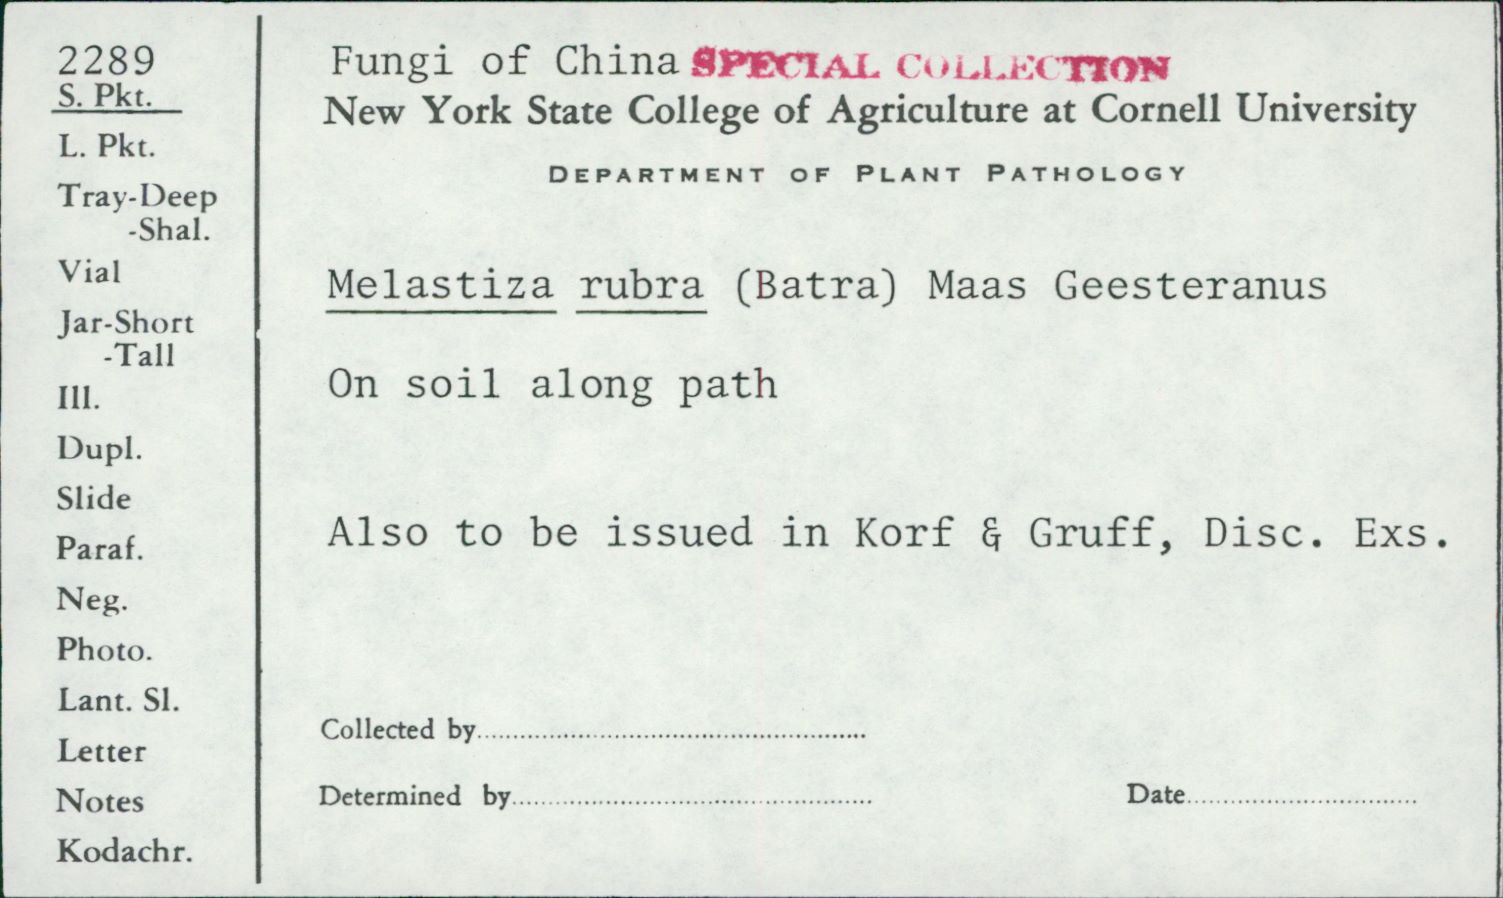 2289
S. Pkt.
L. Pkt.
Tray-Deep
-Shal.
Vial
Jar-Short
-Tall
Ill.
Dupl.
Slide
Paraf.
Neg.
Photo.
Lant. Sl.
Letter
Notes
Kodachr.
Fungi of China SPECIAL COLLECTION
New York State College of Agriculture at Cornell University
DEPARTMENT OF PLANT PATHOLOGY
Melastiza rubra (Batra) Maas Geesteranus
On soil along path
Also to be issued in Korf & Gruff, Disc. Exs.
Collected by
Determined by Date